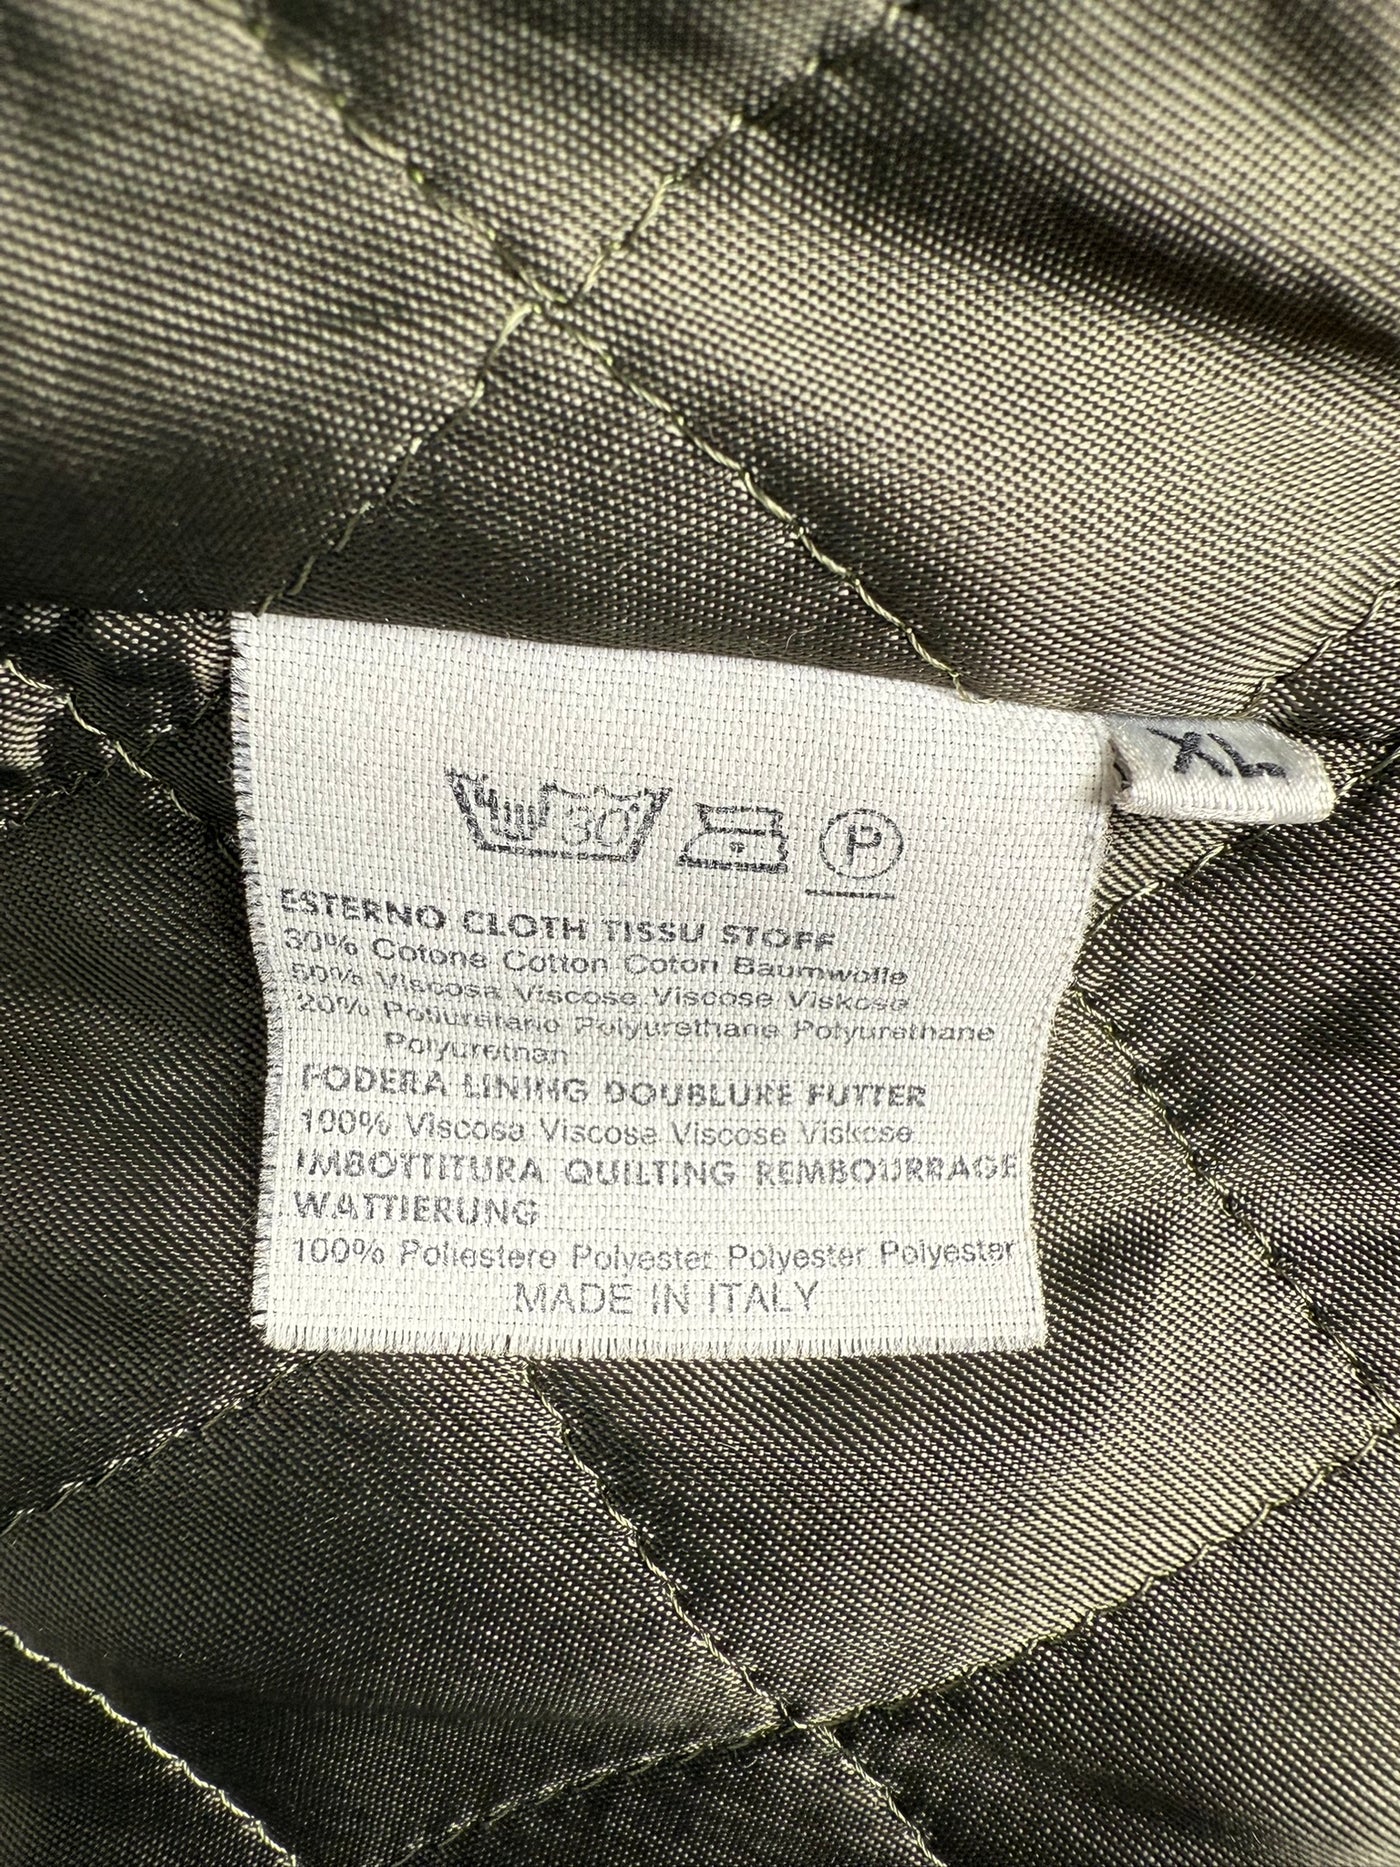 XL
30°
P
ESTERNO CLOTH TISSU STOFF
30% Cotone Cotton Coton Baumwolle
50% Viscosa Viscose Viscose Viskose
20% Poliuretano Polyurethane Polyurethane
Polyurethan
FODERA LINING DOUBLURE FUTTER
100% Viscosa Viscose Viscose Viskose
IMBOTTITURA QUILTING REMBOURRAGE
WATTIERUNG
100% Poliestere Polyester Polyester Polyester
MADE IN ITALY